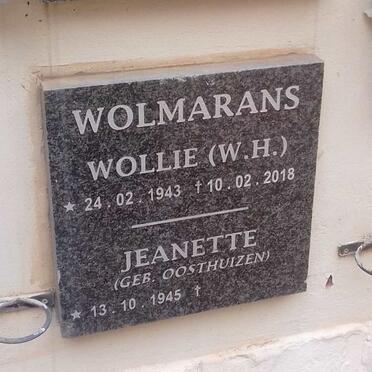 WOLMARANS
WOLLIE (W.H.)
★ 24.02.1943 †10.02.2018
JEANETTE
(GEB. OOSTHUIZEN)
★ 13.10.1945 †